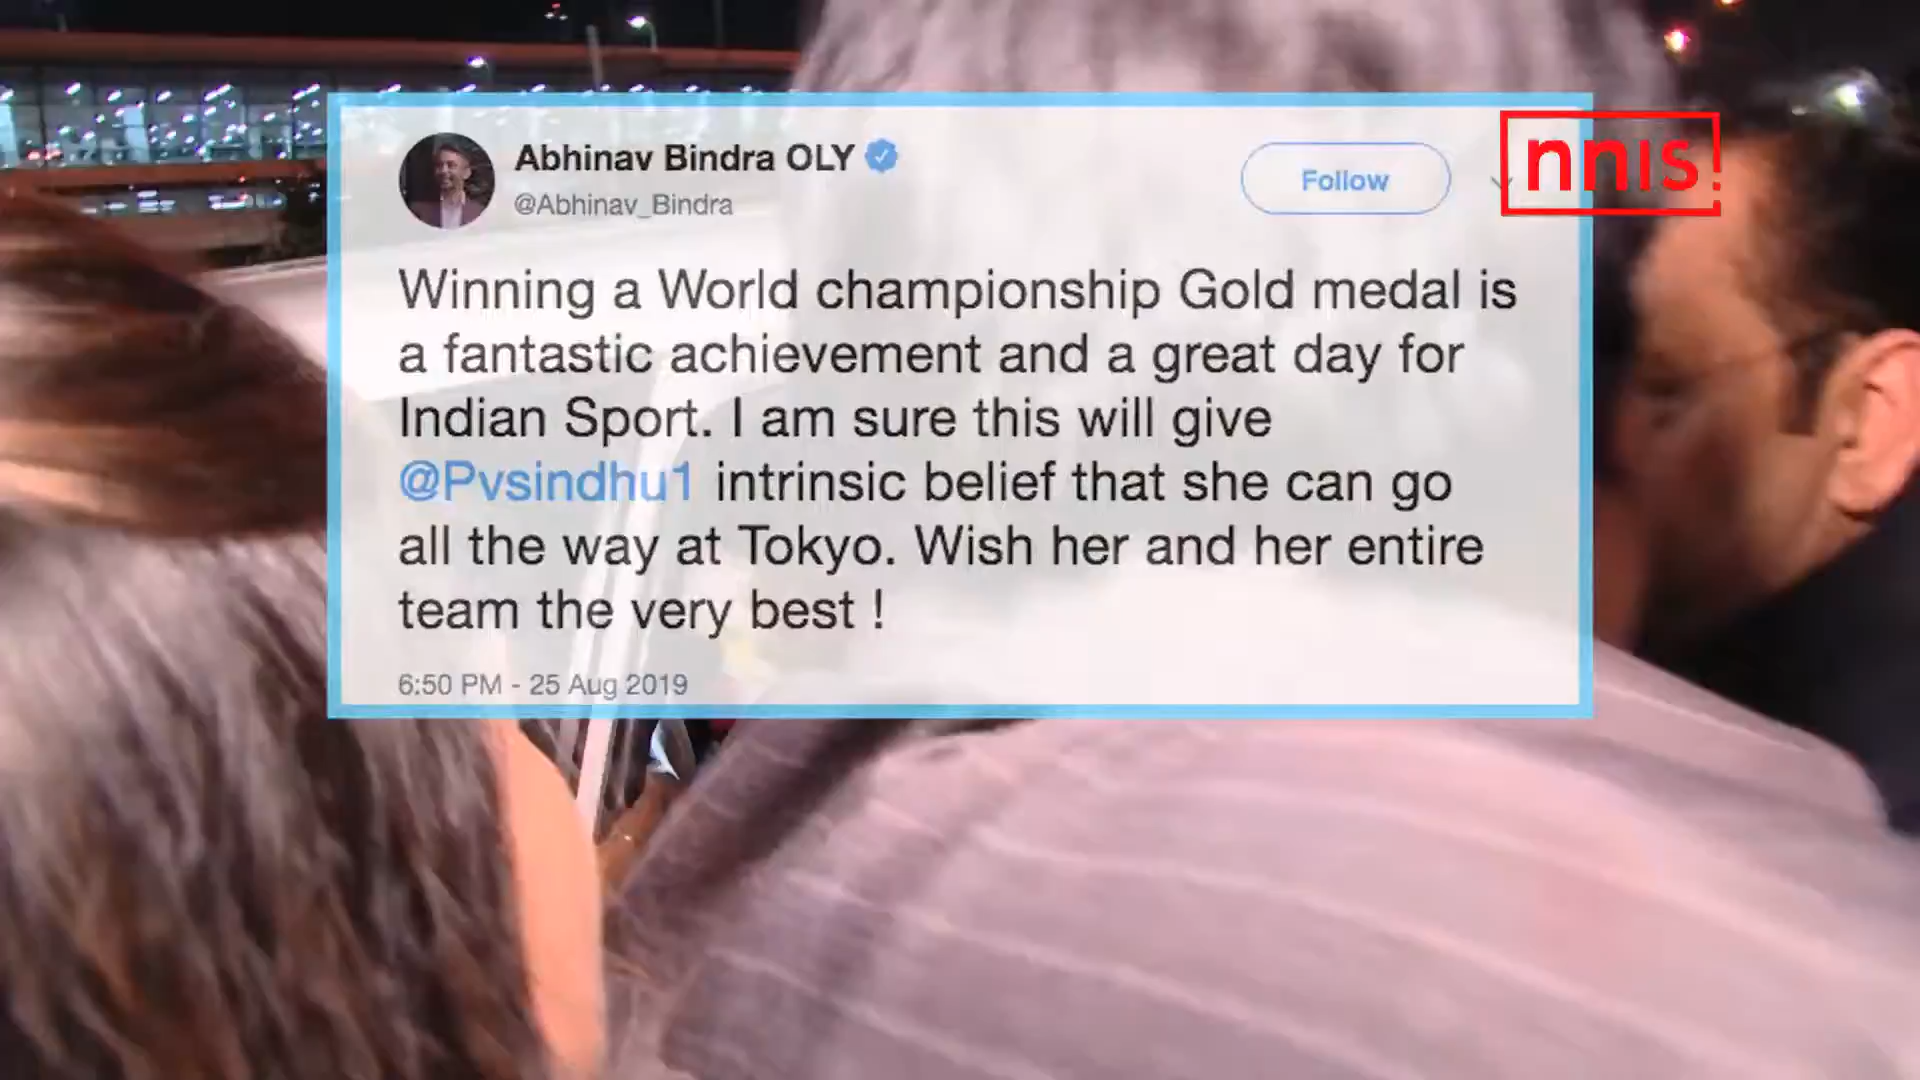 Abhinav Bindra OLY
@Abhinav_Bindra
Follow
nnis
Winning a World championship Gold medal is
a fantastic achievement and a great day for
Indian Sport. I am sure this will give
@Pvsindhu1 intrinsic belief that she can go
all the way at Tokyo. Wish her and her entire
team the very best !
6:50 PM - 25 Aug 2019